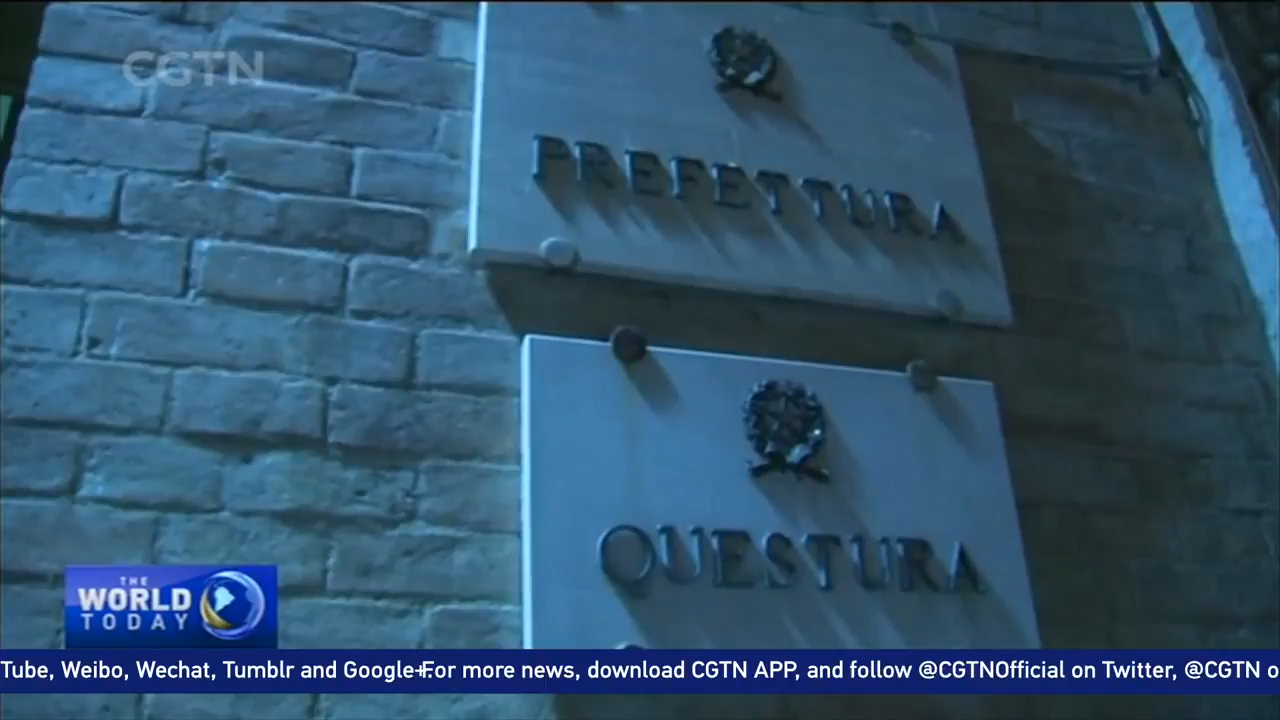 CGTN
PREFETTURA
QUESTURA
THE
WORLD
TODAY
Tube, Weibo, Wechat, Tumblr and Google+. For more news, download CGTN APP, and follow @CGTNOfficial on Twitter, @CGTN o